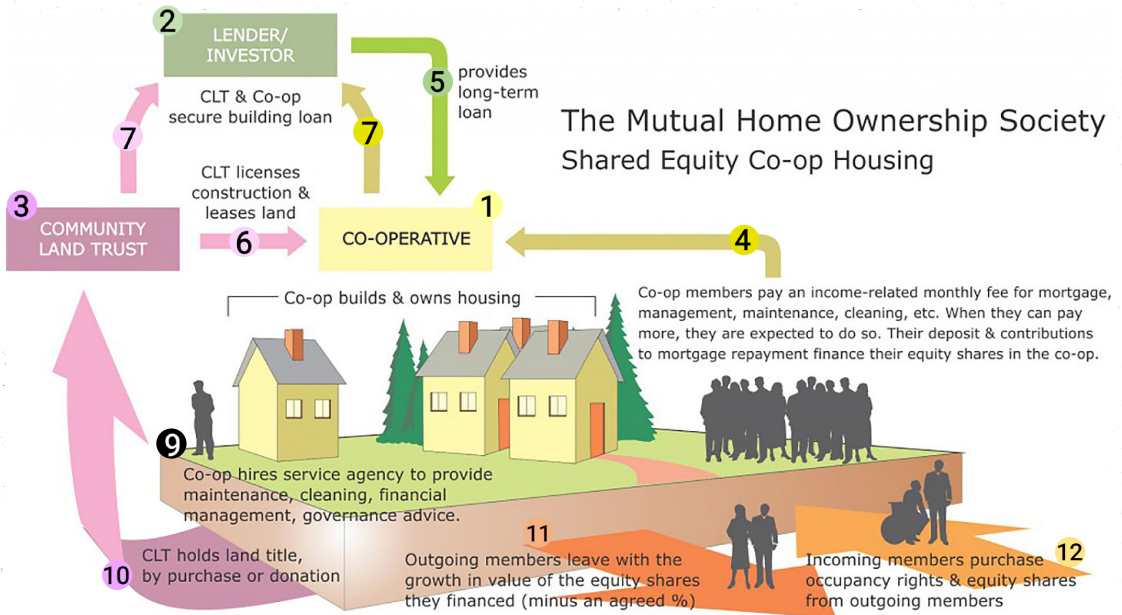 2
LENDER/
INVESTOR
CLT & Co-op
secure building loan
7
7
5
provides
long-term
loan
The Mutual Home Ownership Society
Shared Equity Co-op Housing
3
COMMUNITY
LAND TRUST
CLT licenses
construction &
leases land
6
1
CO-OPERATIVE
4
Co-op builds & owns housing
Co-op members pay an income-related monthly fee for mortgage,
management, maintenance, cleaning, etc. When they can pay
more, they are expected to do so. Their deposit & contributions
to mortgage repayment finance their equity shares in the co-op.
9
Co-op hires service agency to provide
maintenance, cleaning, financial
management, governance advice.
10
CLT holds land title,
by purchase or donation
11
Outgoing members leave with the
growth in value of the equity shares
they financed (minus an agreed %)
12
Incoming members purchase
occupancy rights & equity shares
from outgoing members